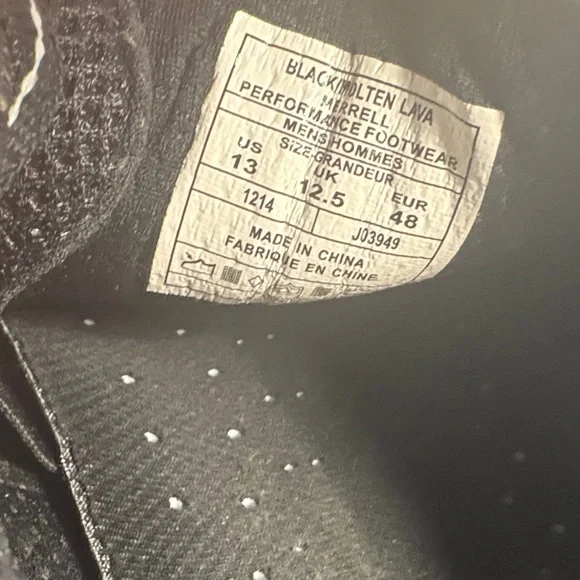 BLACK/MOLTEN LAVA
MERRELL
PERFORMANCE FOOTWEAR
MENS HOMMES
SIZE-GRANDEUR
US UK EUR
13 12.5 48
1214 J03949
MADE IN CHINA
FABRIQUE EN CHINE